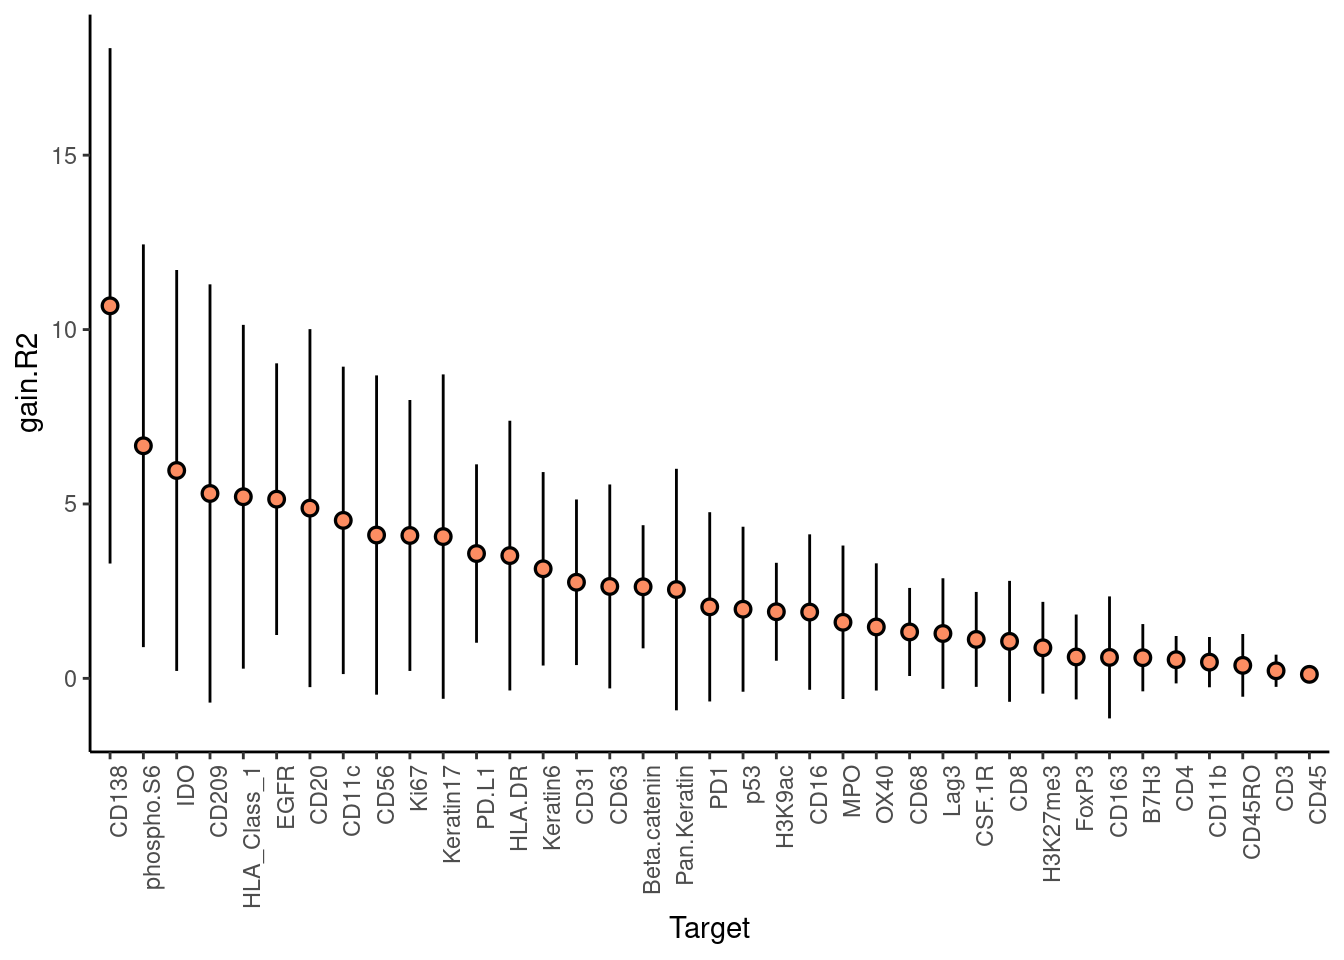 gain.R2
15
10
5
0
CD138
phospho.S6
IDO
CD209
HLA_Class_1
EGFR
CD20
CD11c
CD56
Ki67
Keratin17
PD.L1
HLA.DR
Keratin6
CD31
CD63
Beta.catenin
Pan.Keratin
PD1
p53
H3K9ac
CD16
MPO
OX40
CD68
Lag3
CSF.1R
CD8
H3K27me3
FoxP3
CD163
B7H3
CD4
CD11b
CD45RO
CD3
CD45
Target